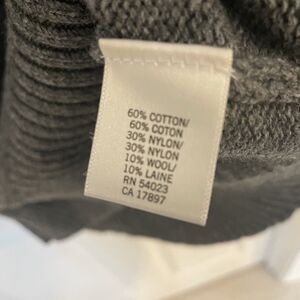 60% COTTON/
60% COTON
30% NYLON/
30% NYLON
10% WOOL/
10% LAINE
RN 54023
CA 17897